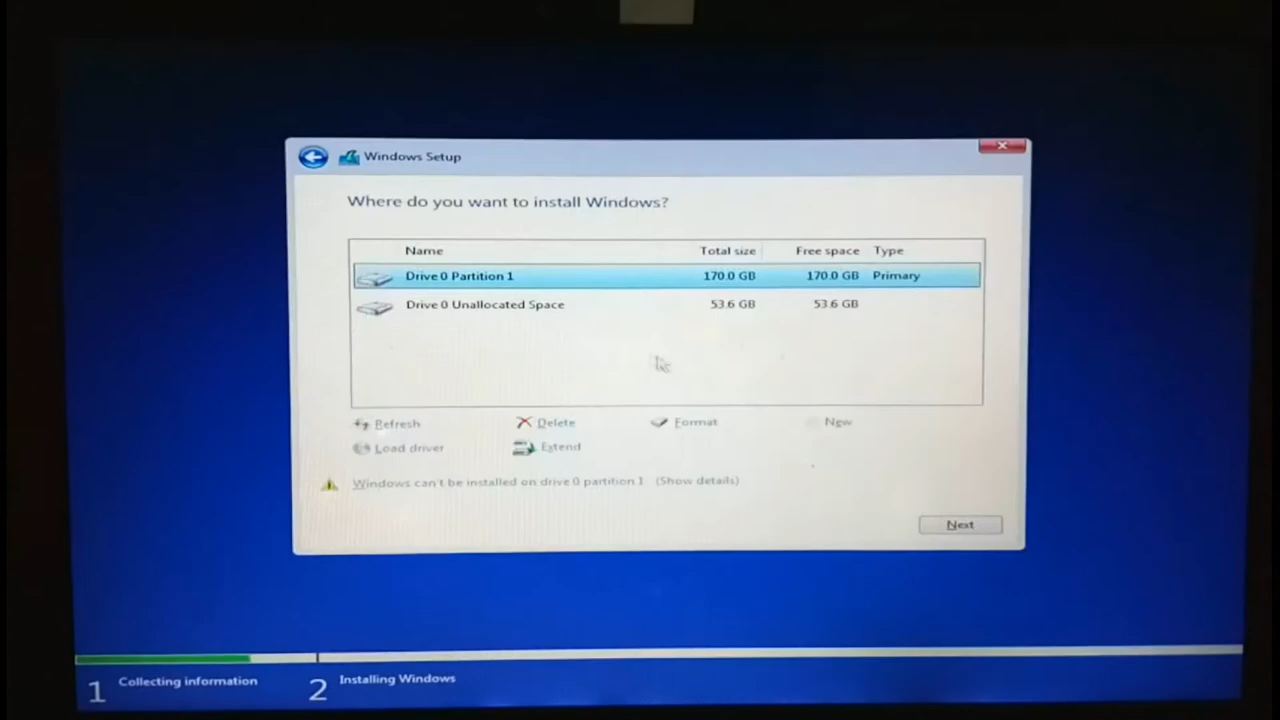 Windows Setup
Where do you want to install Windows?
Name Total size Free space Type
Drive 0 Partition 1 170.0 GB 170.0 GB Primary
Drive 0 Unallocated Space 53.6 GB 53.6 GB
Refresh Delete Format New
Load driver Extend
Windows can't be installed on drive 0 partition 1 (Show details)
Next
1 Collecting information 2 Installing Windows